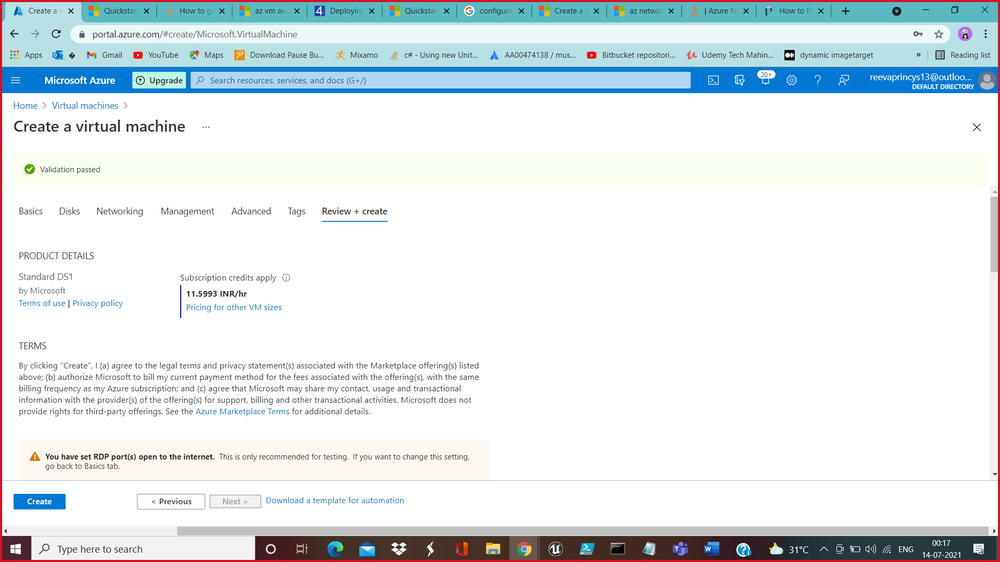 Create a v
Quickstar
How to g
az vm ava
Deploying
Quickstar
configure
Create a V
az networ
| Azure N
How to R
portal.azure.com/#create/Microsoft.VirtualMachine
Apps
Gmail
YouTube
Maps
Download Pause Bu...
Mixamo
c# - Using new Unit...
AA00474138 / mus...
Bitbucket repositori...
Udemy Tech Mahin...
dynamic imagetarget
»
Reading list
Microsoft Azure
Upgrade
Search resources, services, and docs (G+/)
20+
reevaprincys13@outloo...
DEFAULT DIRECTORY
Home > Virtual machines >
Create a virtual machine ...
Validation passed
Basics
Disks
Networking
Management
Advanced
Tags
Review + create
PRODUCT DETAILS
Standard DS1
by Microsoft
Terms of use | Privacy policy
Subscription credits apply
11.5993 INR/hr
Pricing for other VM sizes
TERMS
By clicking "Create", I (a) agree to the legal terms and privacy statement(s) associated with the Marketplace offering(s) listed
above; (b) authorize Microsoft to bill my current payment method for the fees associated with the offering(s), with the same
billing frequency as my Azure subscription; and (c) agree that Microsoft may share my contact, usage and transactional
information with the provider(s) of the offering(s) for support, billing and other transactional activities. Microsoft does not
provide rights for third-party offerings. See the Azure Marketplace Terms for additional details.
You have set RDP port(s) open to the internet. This is only recommended for testing. If you want to change this setting,
go back to Basics tab.
Create
< Previous
Next >
Download a template for automation
Type here to search
31°C
ENG
00:17
14-07-2021